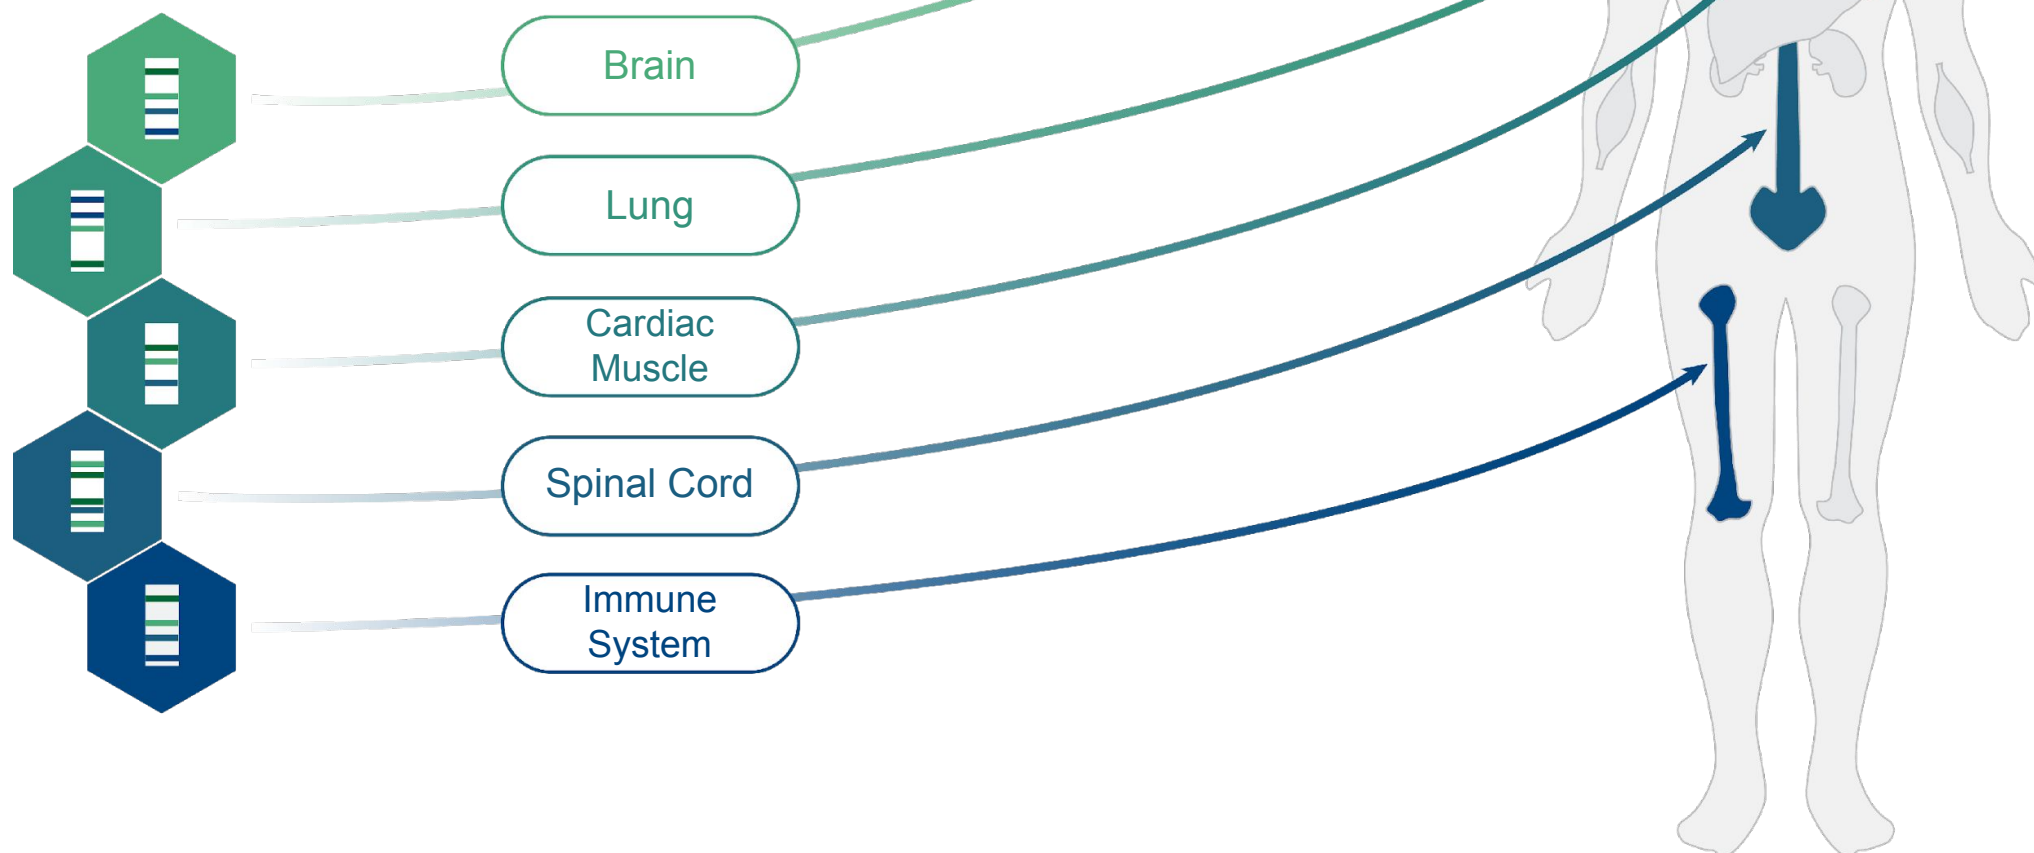 Brain
Lung
Cardiac
Muscle
Spinal Cord
Immune
System